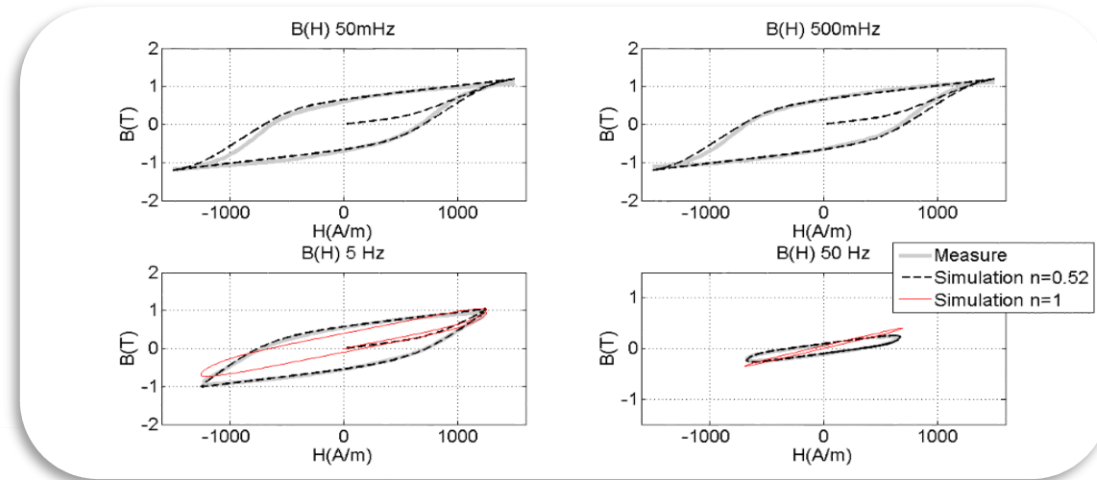 B(H) 50mHz
2
1
0
-1
-2
B(T)
-1000 0 1000
H(A/m)
B(H) 500mHz
2
1
0
-1
-2
B(T)
-1000 0 1000
H(A/m)
B(H) 5 Hz
2
1
0
-1
-2
B(T)
-1000 0 1000
H(A/m)
B(H) 50 Hz
1
0
-1
B(T)
-1000 0 1000
H(A/m)
Measure
Simulation n=0.52
Simulation n=1